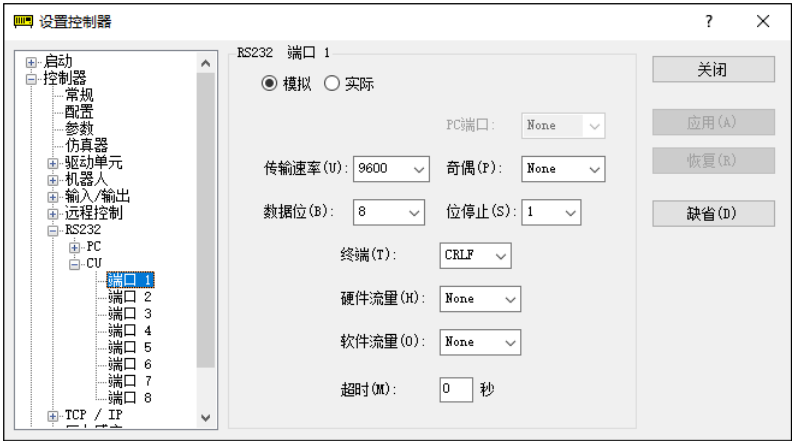 设置控制器
启动
控制器
常规
配置
参数
仿真器
驱动单元
机器人
输入/输出
远程控制
RS232
PC
CU
端口 1
端口 2
端口 3
端口 4
端口 5
端口 6
端口 7
端口 8
TCP / IP
RS232 端口 1
模拟 实际
PC端口: None
传输速率(U): 9600 奇偶(P): None
数据位(B): 8 位停止(S): 1
终端(T): CRLF
硬件流量(H): None
软件流量(O): None
超时(M): 0 秒
关闭
应用(A)
恢复(R)
缺省(D)